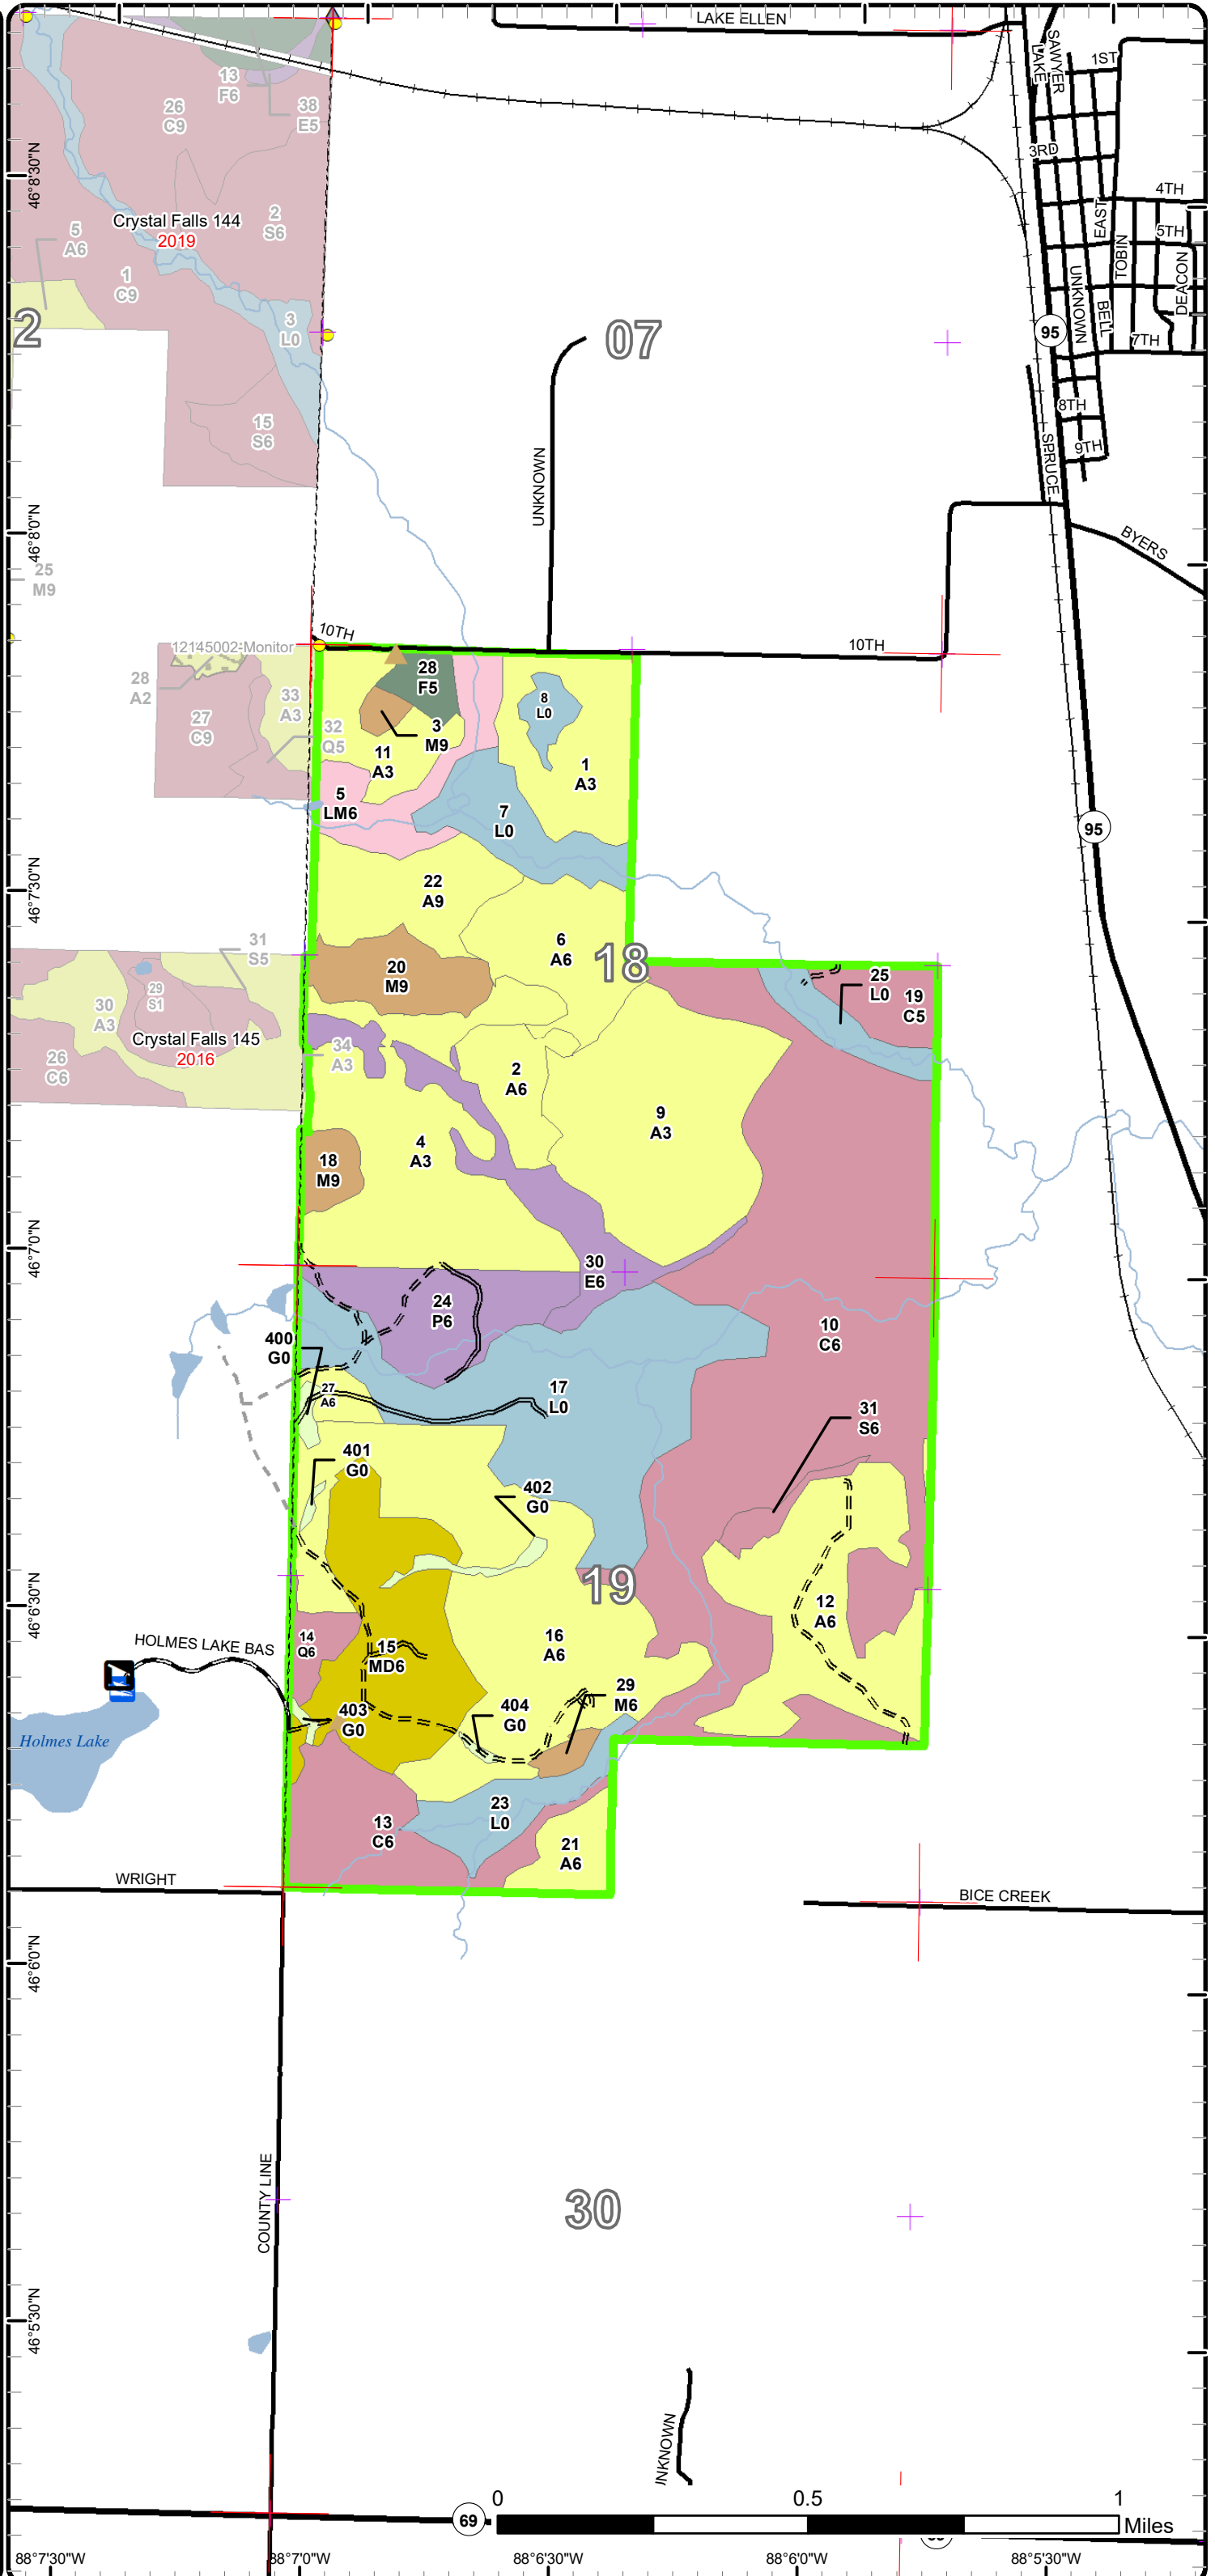 LAKE ELLEN
SAWYER
LAKE
1ST
13
F6
38
E5
26
C9
3RD
4TH
46°8'30"N
EAST
5TH
TOBIN
DEACON
Crystal Falls 144
2019
2
S6
5
A6
1
C9
UNKNOWN
BELL
3
L0
2
07
95
7TH
8TH
15
S6
9TH
SPRUCE
UNKNOWN
46°8'0"N
BYERS
25
M9
10TH
10TH
12145002-Monitor
28
A2
33
A3
27
C9
32
Q5
28
F5
8
L0
3
M9
11
A3
1
A3
5
LM6
7
L0
95
46°7'30"N
22
A9
6
A6
18
31
S5
20
M9
25
L0
19
C5
29
S1
30
A3
Crystal Falls 145
2016
26
C6
34
A3
2
A6
9
A3
4
A3
18
M9
46°7'0"N
30
E6
24
P6
10
C6
400
G0
27
A6
17
L0
31
S6
401
G0
402
G0
46°6'30"N
19
12
A6
HOLMES LAKE BAS
14
Q6
15
MD6
16
A6
29
M6
403
G0
404
G0
Holmes Lake
23
L0
13
C6
21
A6
WRIGHT
BICE CREEK
46°6'0"N
COUNTY LINE
30
46°5'30"N
0
0.5
1
Miles
69
88°7'30"W
88°7'0"W
88°6'30"W
88°6'0"W
88°5'30"W